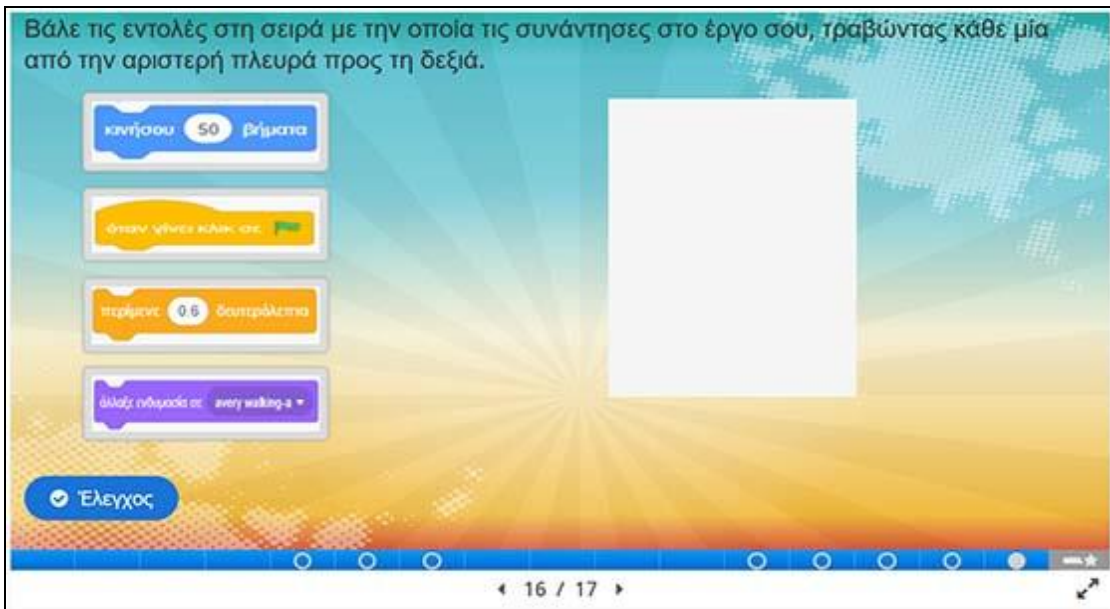 Βάλε τις εντολές στη σειρά με την οποία τις συνάντησες στο έργο σου, τραβώντας κάθε μία
από την αριστερή πλευρά προς τη δεξιά.
κινήσου 50 βήματα
όταν γίνει κλικ σε
περίμενε 0.6 δευτερόλεπτα
άλλαξε ενδυμασία σε avery walking-a
Έλεγχος
16 / 17